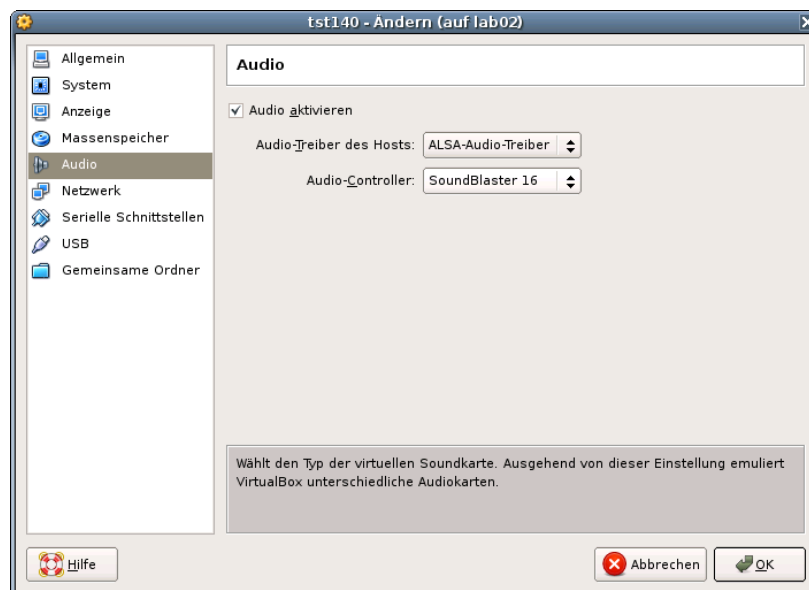 tst140 - Ändern (auf lab02)
Allgemein
System
Anzeige
Massenspeicher
Audio
Netzwerk
Serielle Schnittstellen
USB
Gemeinsame Ordner
Audio
Audio aktivieren
Audio-Treiber des Hosts: ALSA-Audio-Treiber
Audio-Controller: SoundBlaster 16
Wählt den Typ der virtuellen Soundkarte. Ausgehend von dieser Einstellung emuliert
VirtualBox unterschiedliche Audiokarten.
Hilfe
Abbrechen
OK